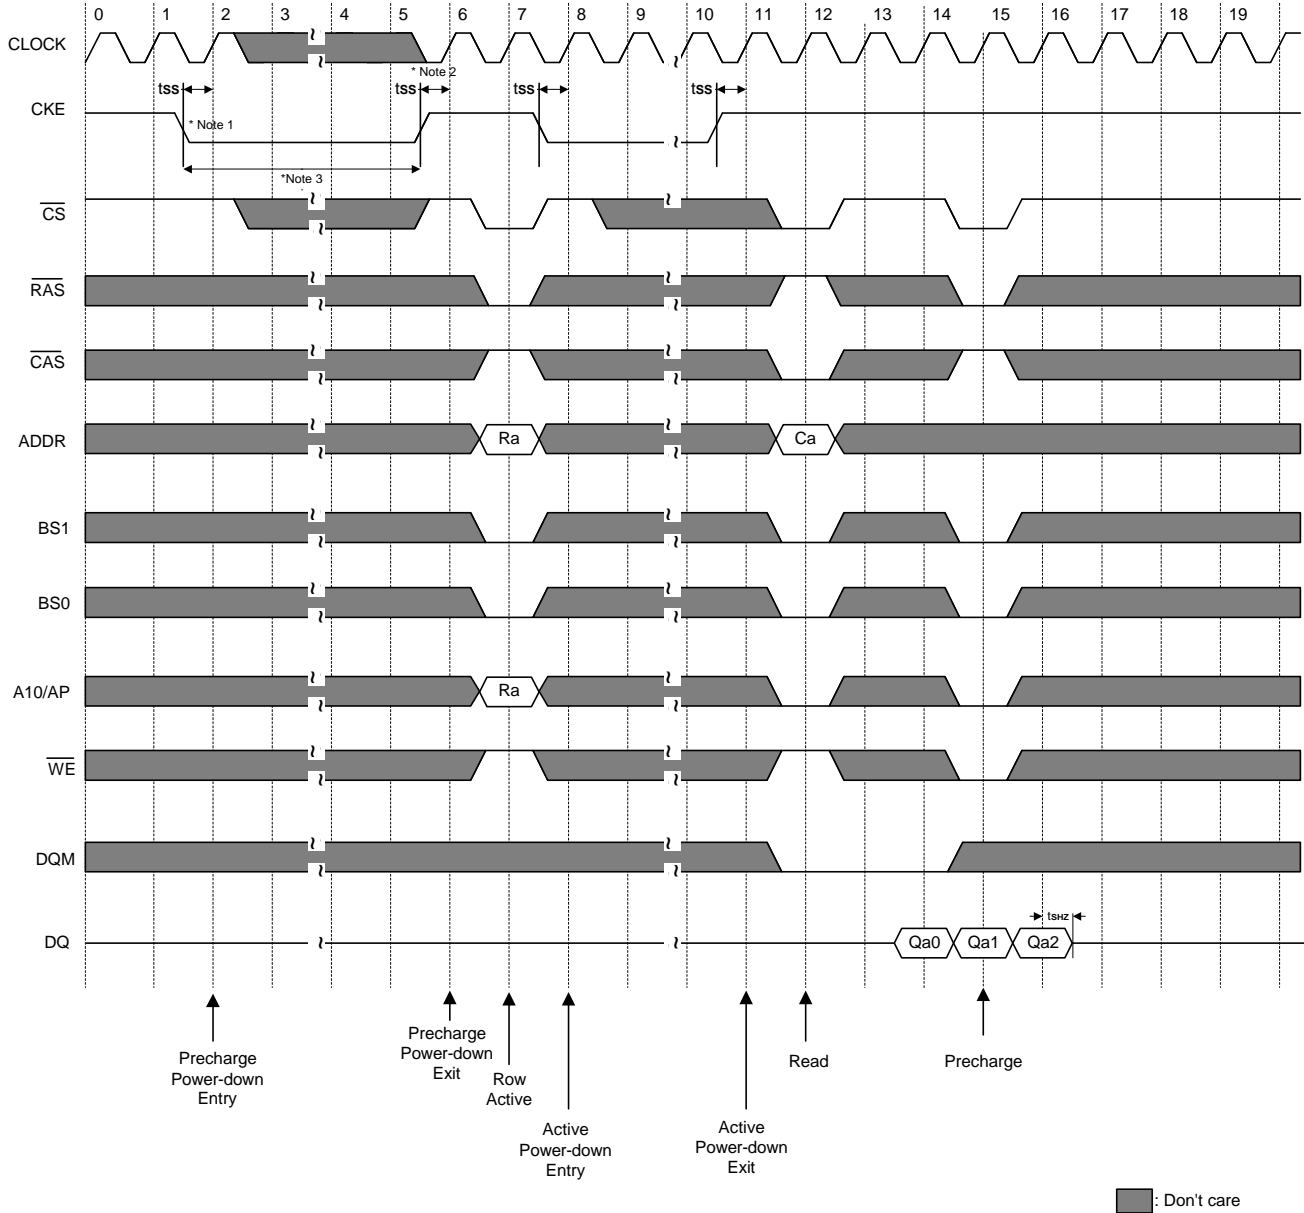 0 1 2 3 4 5 6 7 8 9 10 11 12 13 14 15 16 17 18 19
CLOCK
* Note 2
tss tss tss tss
CKE
* Note 1
*Note 3
CS
RAS
CAS
ADDR Ra Ca
BS1
BS0
A10/AP Ra
WE
DQM
tSHZ
DQ Qa0 Qa1 Qa2
Precharge
Power-down
Entry
Precharge
Power-down
Exit
Row
Active
Active
Power-down
Entry
Active
Power-down
Exit
Read
Precharge
: Don't care